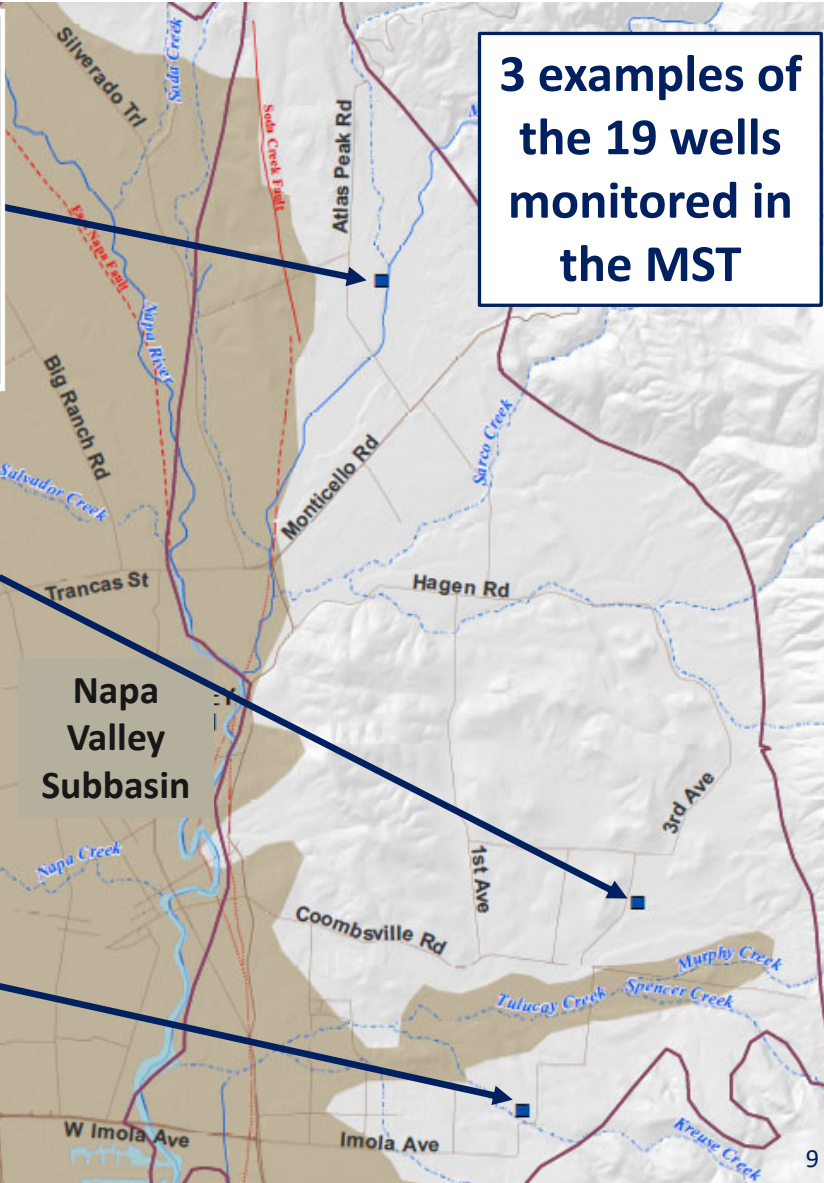 3 examples of
the 19 wells
monitored in
the MST
Silverado Trl
Soda Creek
Soda Creek Fault
Atlas Peak Rd
Napa Fault
Napa River
Big Ranch Rd
Salvador Creek
Monticello Rd
Sarco Creek
Trancas St
Hagen Rd
Napa
Valley
Subbasin
3rd Ave
Napa Creek
1st Ave
Coombsville Rd
Murphy Creek
Tulucay Creek
Spencer Creek
W Imola Ave
Imola Ave
Kreuse Creek
9